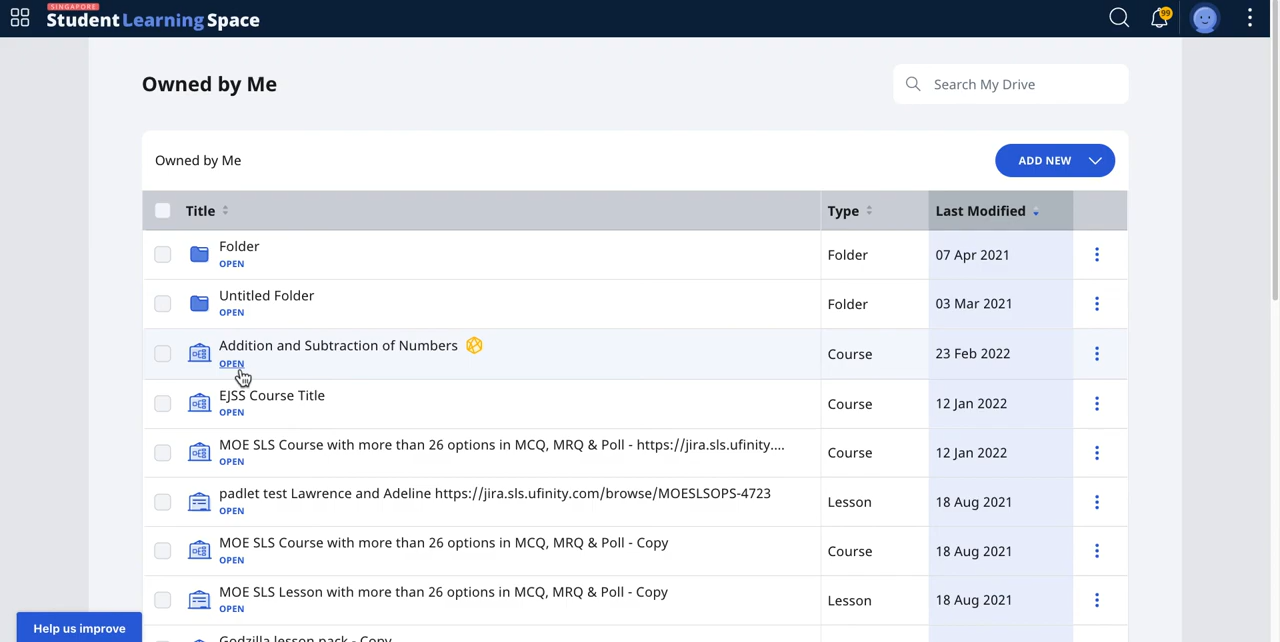 SINGAPORE
StudentLearningSpace
99
Owned by Me
Search My Drive
Owned by Me
ADD NEW
Title Type Last Modified
Folder
OPEN
Folder 07 Apr 2021
Untitled Folder
OPEN
Folder 03 Mar 2021
Addition and Subtraction of Numbers
OPEN
Course 23 Feb 2022
EJSS Course Title
OPEN
Course 12 Jan 2022
MOE SLS Course with more than 26 options in MCQ, MRQ & Poll - https://jira.sls.ufinity....
OPEN
Course 12 Jan 2022
padlet test Lawrence and Adeline https://jira.sls.ufinity.com/browse/MOESLSOPS-4723
OPEN
Lesson 18 Aug 2021
MOE SLS Course with more than 26 options in MCQ, MRQ & Poll - Copy
OPEN
Course 18 Aug 2021
MOE SLS Lesson with more than 26 options in MCQ, MRQ & Poll - Copy
OPEN
Lesson 18 Aug 2021
Godzilla lesson pack - Copy
Help us improve